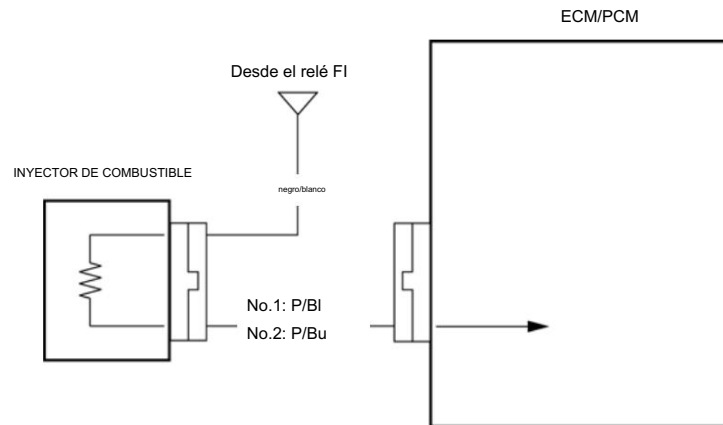 ECM/PCM
Desde el relé FI
INYECTOR DE COMBUSTIBLE
negro/blanco
No.1: P/Bl
No.2: P/Bu